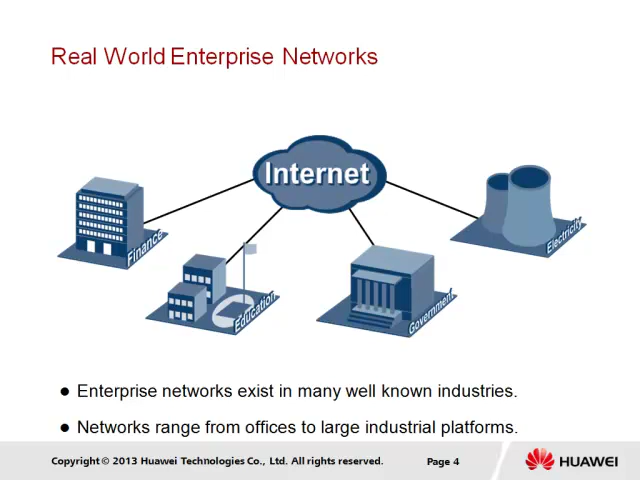 Real World Enterprise Networks
Internet
Finance
Electricity
Education
Government
● Enterprise networks exist in many well known industries.
● Networks range from offices to large industrial platforms.
Copyright © 2013 Huawei Technologies Co., Ltd. All rights reserved.
Page 4
HUAWEI